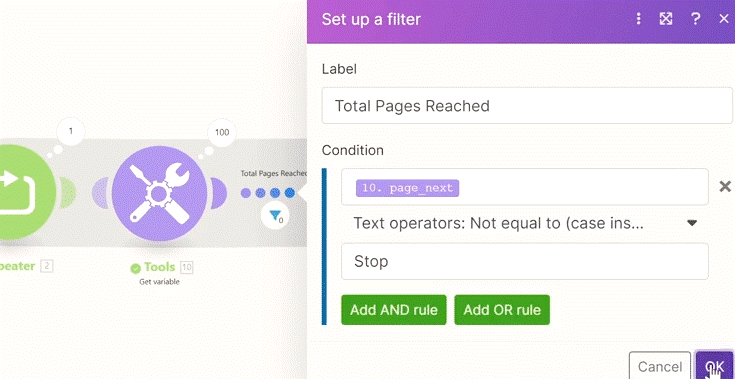 Set up a filter
Label
Total Pages Reached
Condition
10. page_next
Text operators: Not equal to (case ins...
Stop
Add AND rule Add OR rule
Cancel OK
1
100
Total Pages Reached
0
peater 2
Tools 10
Get variable